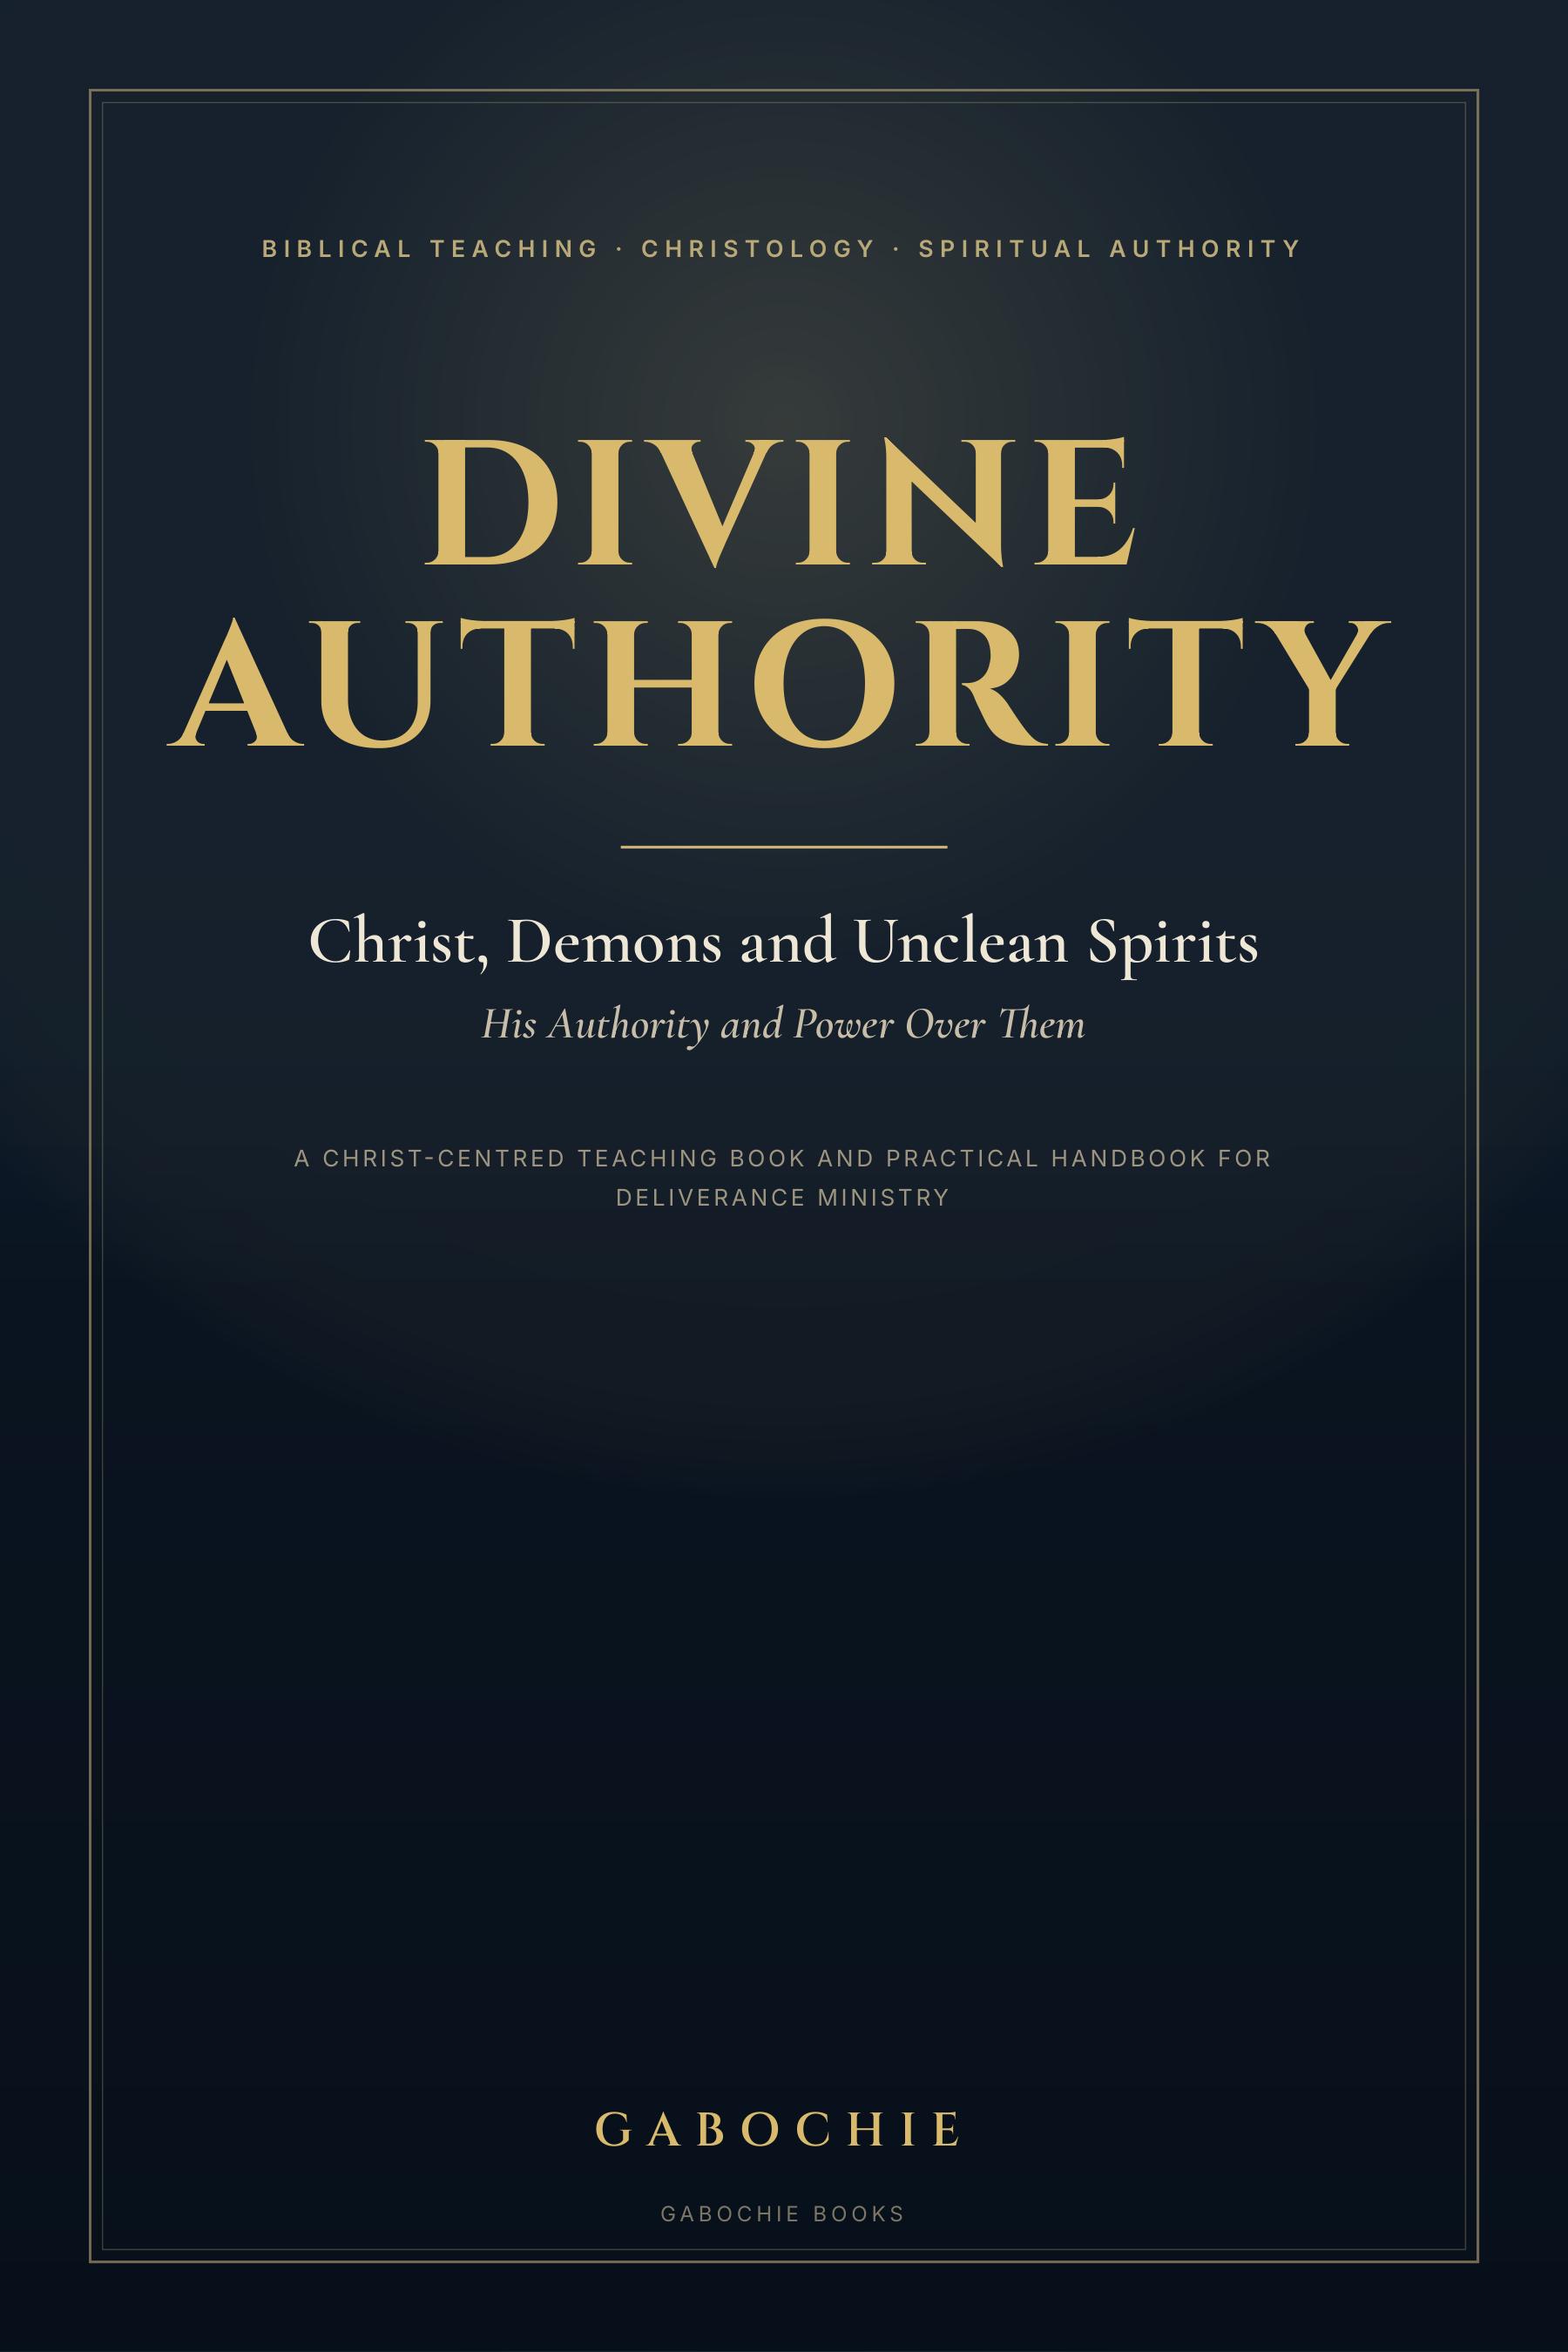 BIBLICAL TEACHING · CHRISTOLOGY · SPIRITUAL AUTHORITY
DIVINE
AUTHORITY
Christ, Demons and Unclean Spirits
His Authority and Power Over Them
A CHRIST-CENTRED TEACHING BOOK AND PRACTICAL HANDBOOK FOR
DELIVERANCE MINISTRY
GABOCHIE
GABOCHIE BOOKS